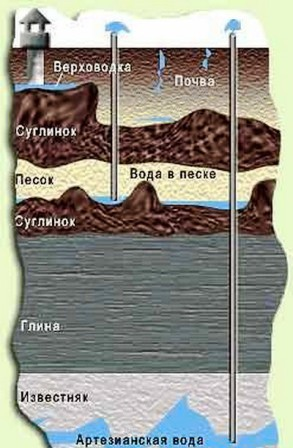 Верховодка
Почва
Суглинок
Песок
Вода в песке
Суглинок
Глина
Известняк
Артезианская вода